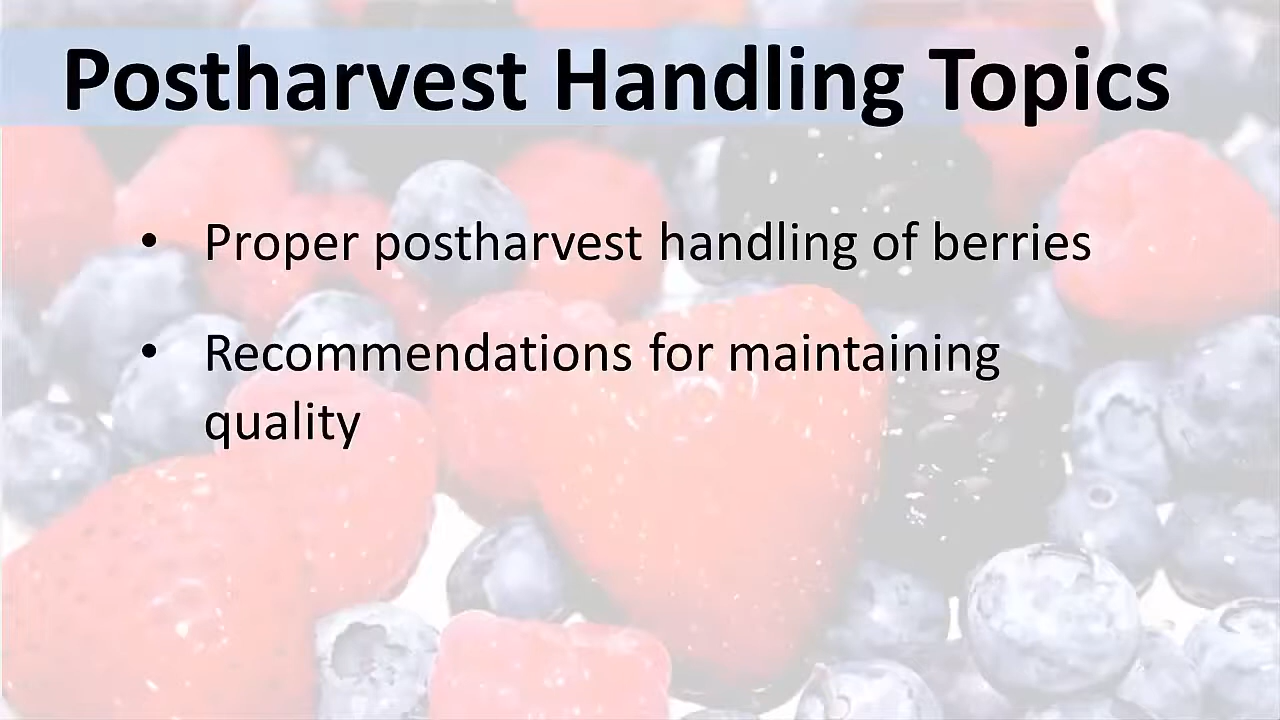 Postharvest Handling Topics
• Proper postharvest handling of berries
• Recommendations for maintaining
quality